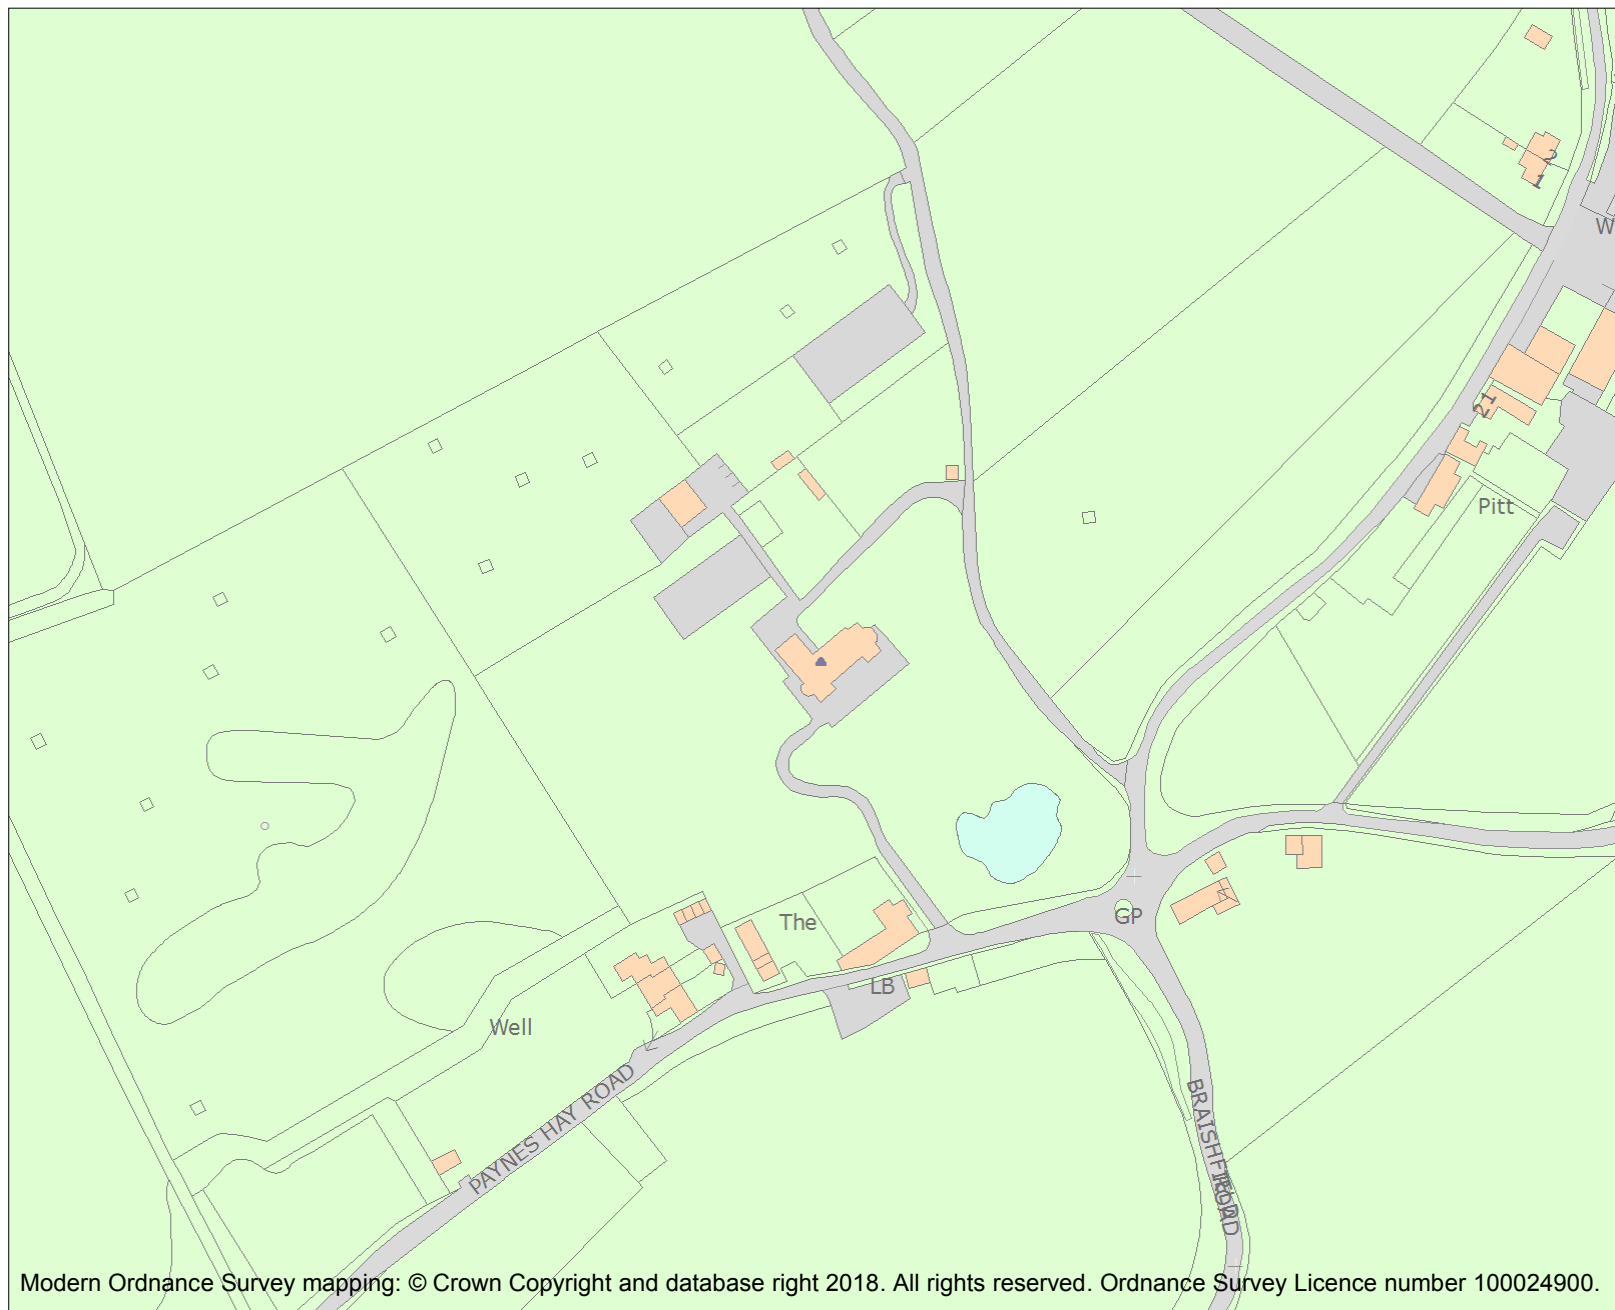 2
1
W
21
Pitt
The
GP
LB
Well
PAYNES HAY ROAD
BRAISHFIELD
ROAD
Modern Ordnance Survey mapping: © Crown Copyright and database right 2018. All rights reserved. Ordnance Survey Licence number 100024900.